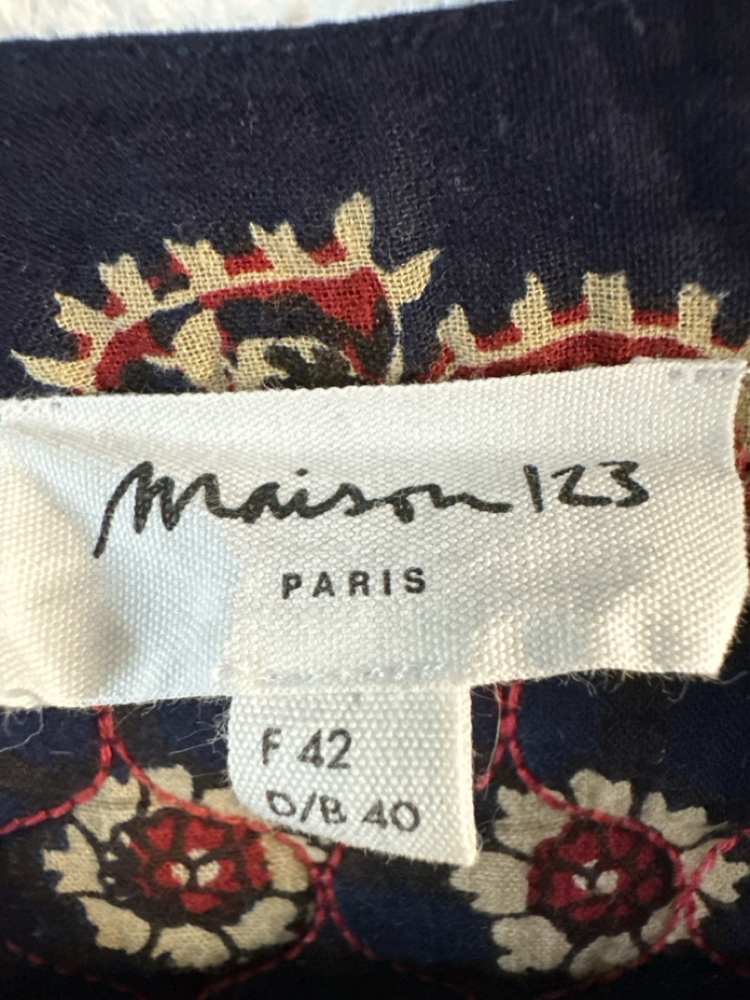 Maison 123
PARIS
F 42
D/B 40